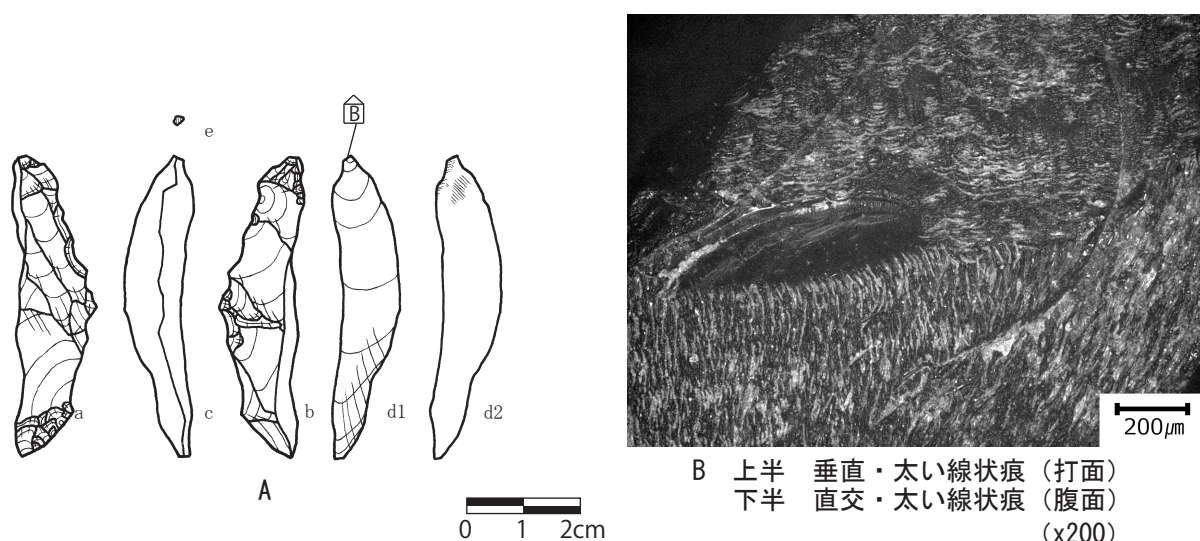 e
B
a
c
b
d1
d2
A
0 1 2cm
200μm
B 上半 垂直・太い線状痕（打面）
下半 直交・太い線状痕（腹面）
(x200)